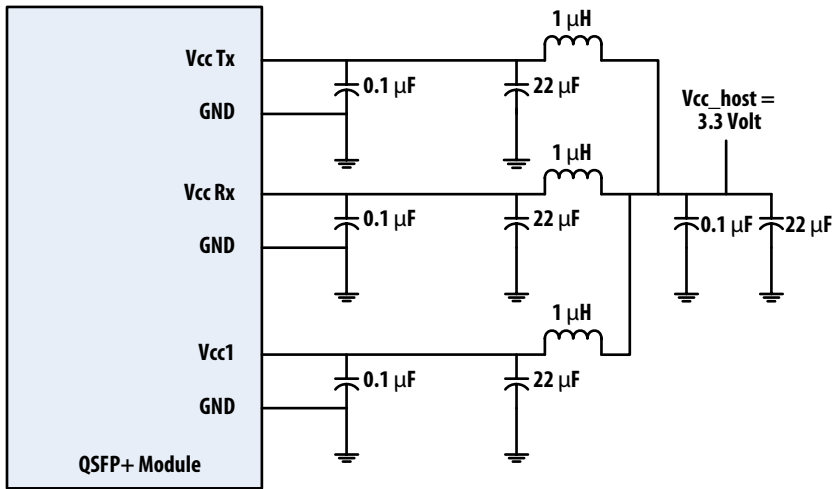 1 µH
Vcc Tx
0.1 µF
22 µF
GND
Vcc_host =
3.3 Volt
1 µH
Vcc Rx
0.1 µF
22 µF
0.1 µF
22 µF
GND
1 µH
Vcc1
0.1 µF
22 µF
GND
QSFP+ Module